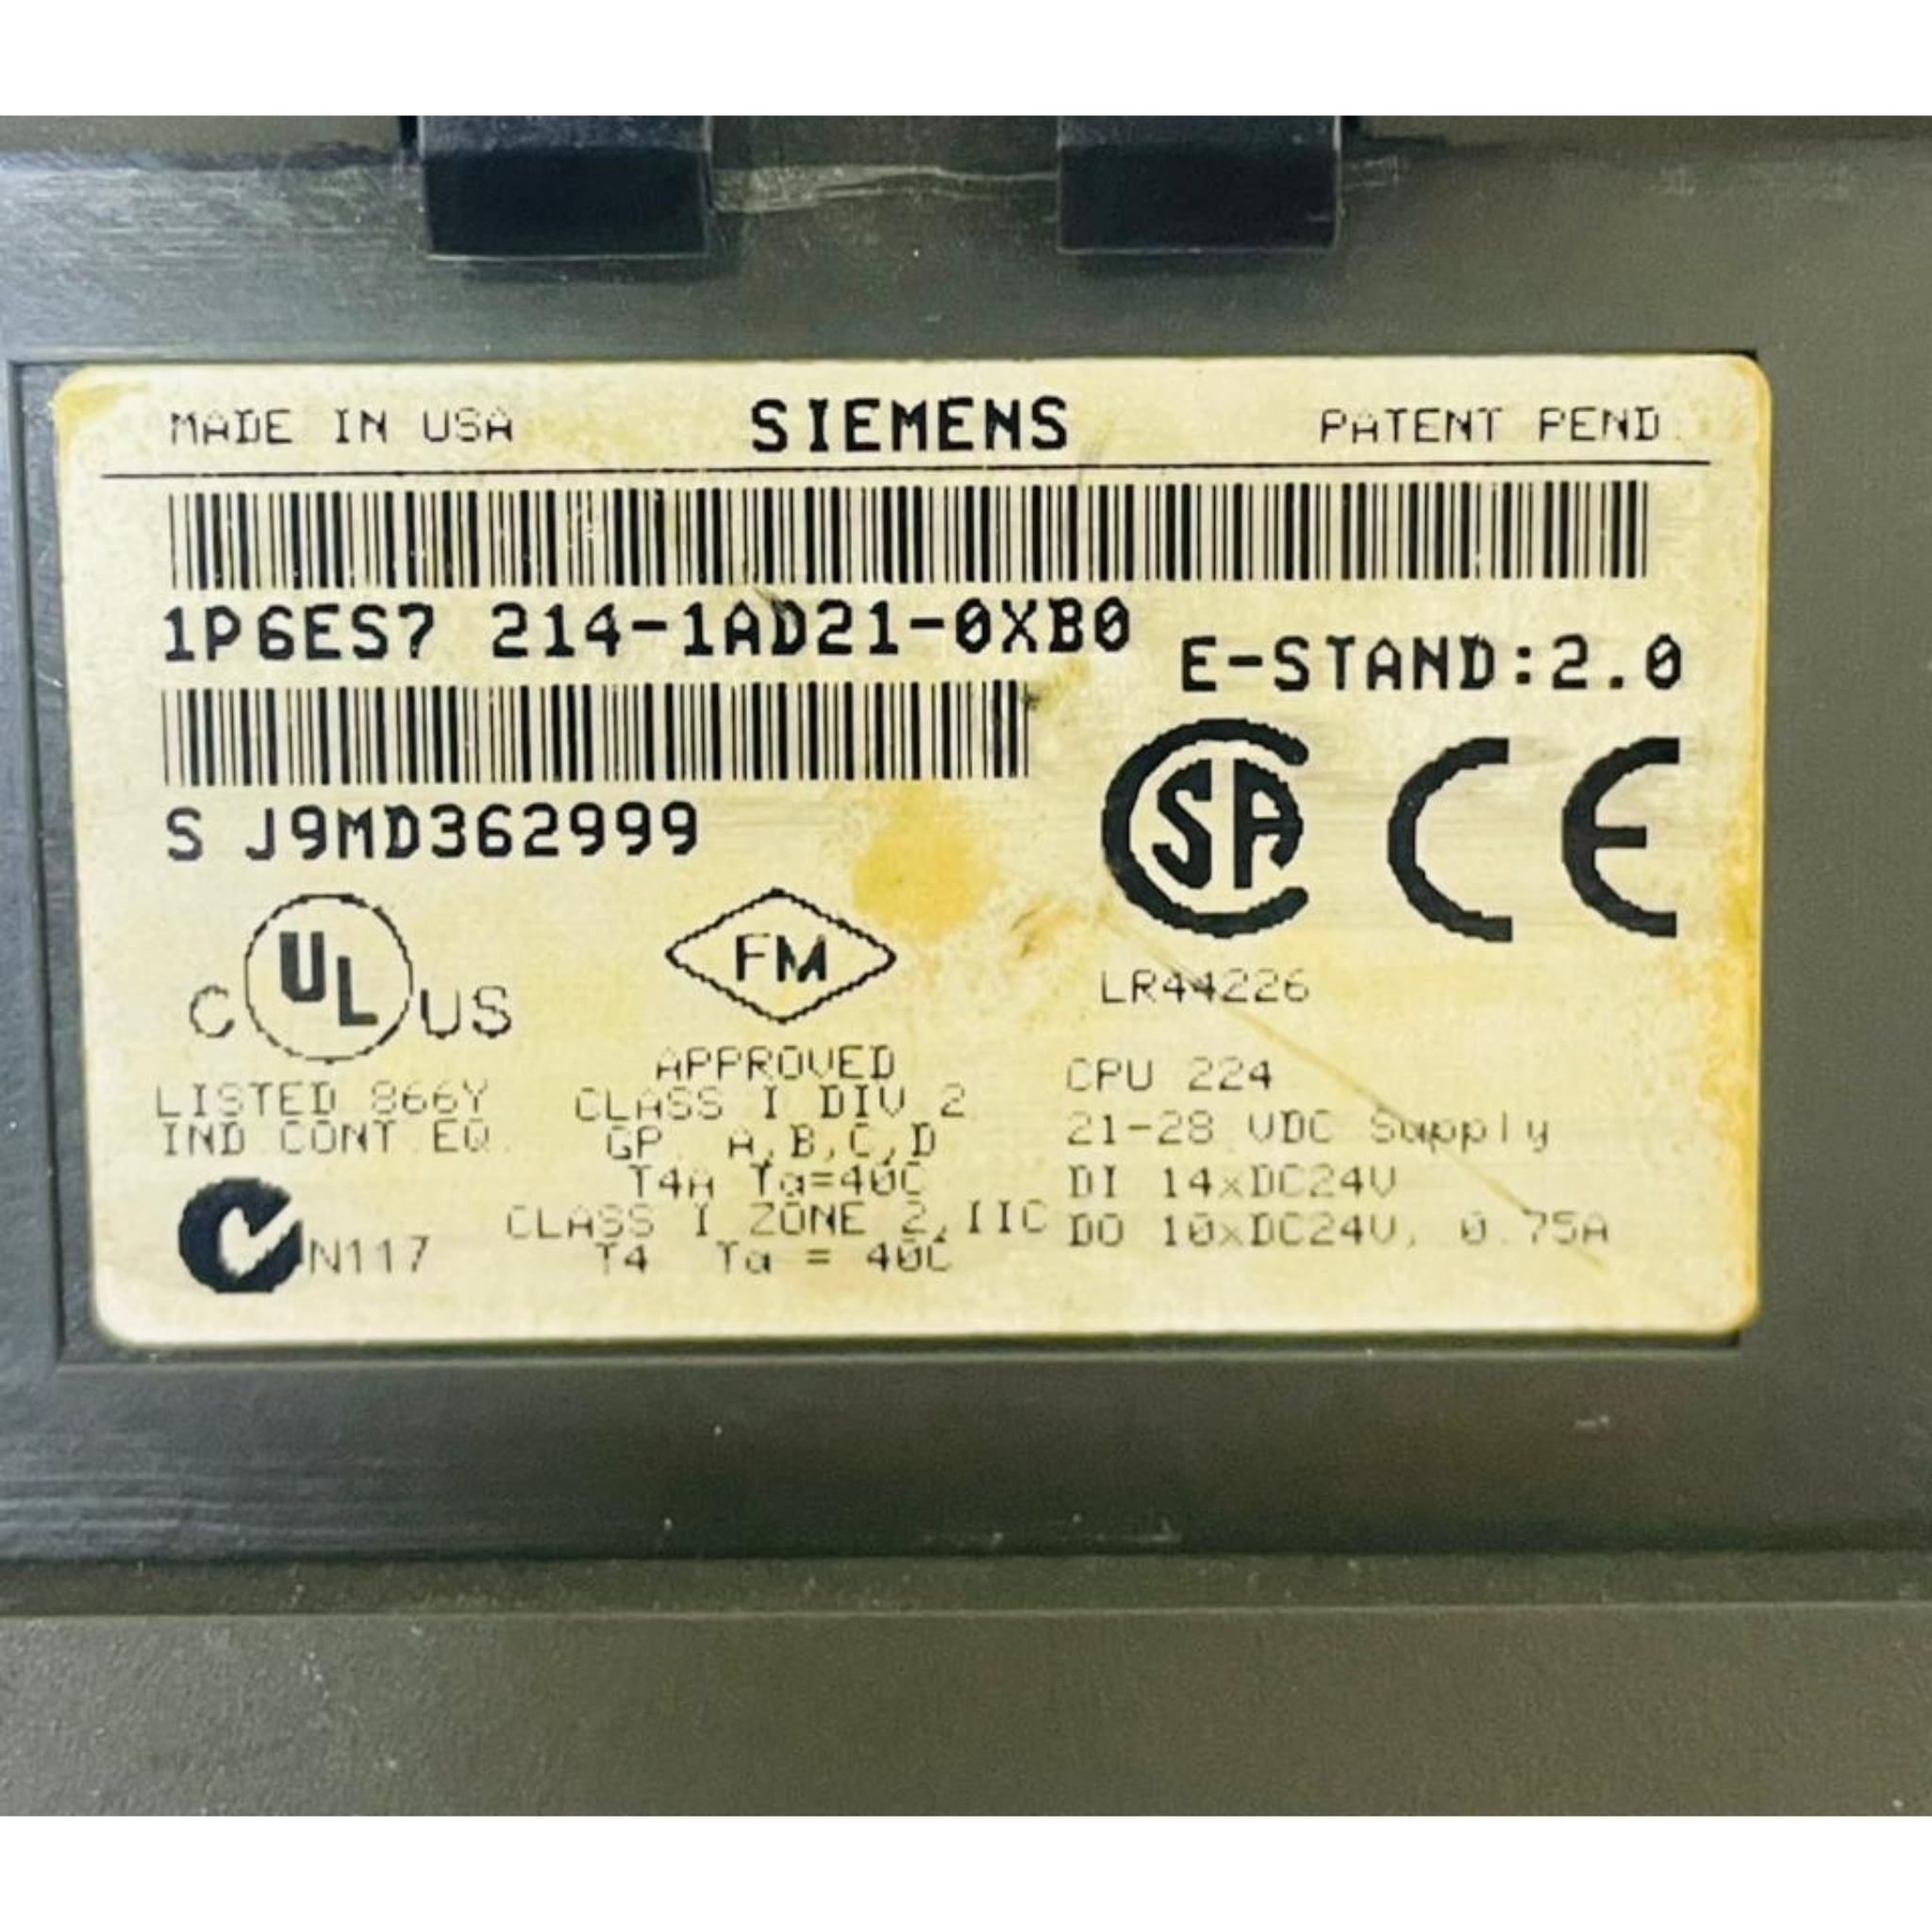 MADE IN USA SIEMENS PATENT PEND.
1P6ES7 214-1AD21-0XB0
E-STAND:2.0
S J9MD362999
SA CE
C UL US
FM
LR44226
APPROVED
CLASS I DIV 2
GP. A,B,C,D
T4A Ta=40C
CLASS I ZONE 2,IIC
T4 Ta = 40C
LISTED 866Y
IND.CONT.EQ.
N117
CPU 224
21-28 VDC Supply
DI 14xDC24V
DO 10xDC24V, 0.75A